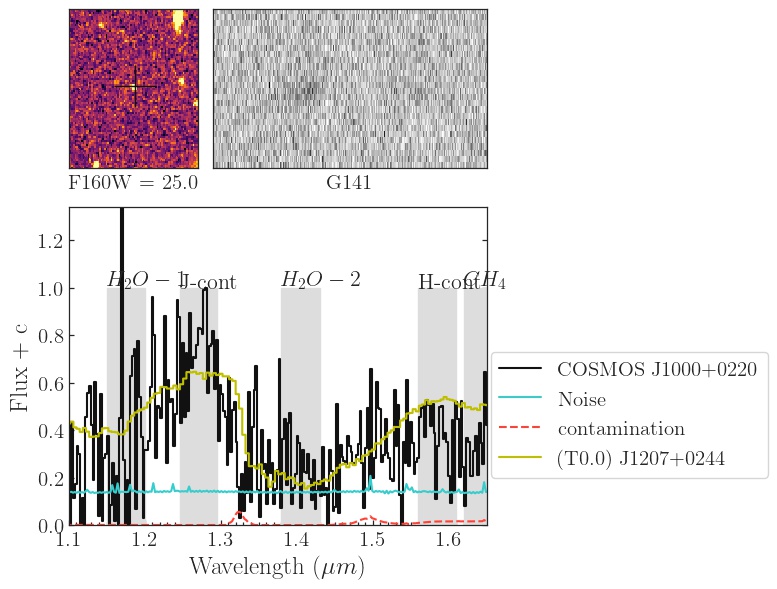 F160W = 25.0
G141
H₂O − 1
J-cont
H₂O − 2
H-cont
CH₄
1.2
1.0
0.8
0.6
0.4
0.2
0.0
Flux + c
1.1
1.2
1.3
1.4
1.5
1.6
Wavelength (μm)
COSMOS J1000+0220
Noise
contamination
(T0.0) J1207+0244